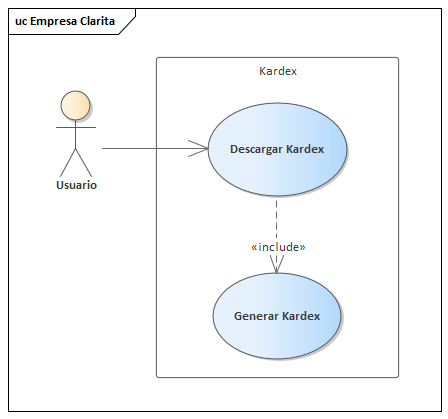 uc Empresa Clarita
Kardex
Descargar Kardex
Usuario
«include»
Generar Kardex